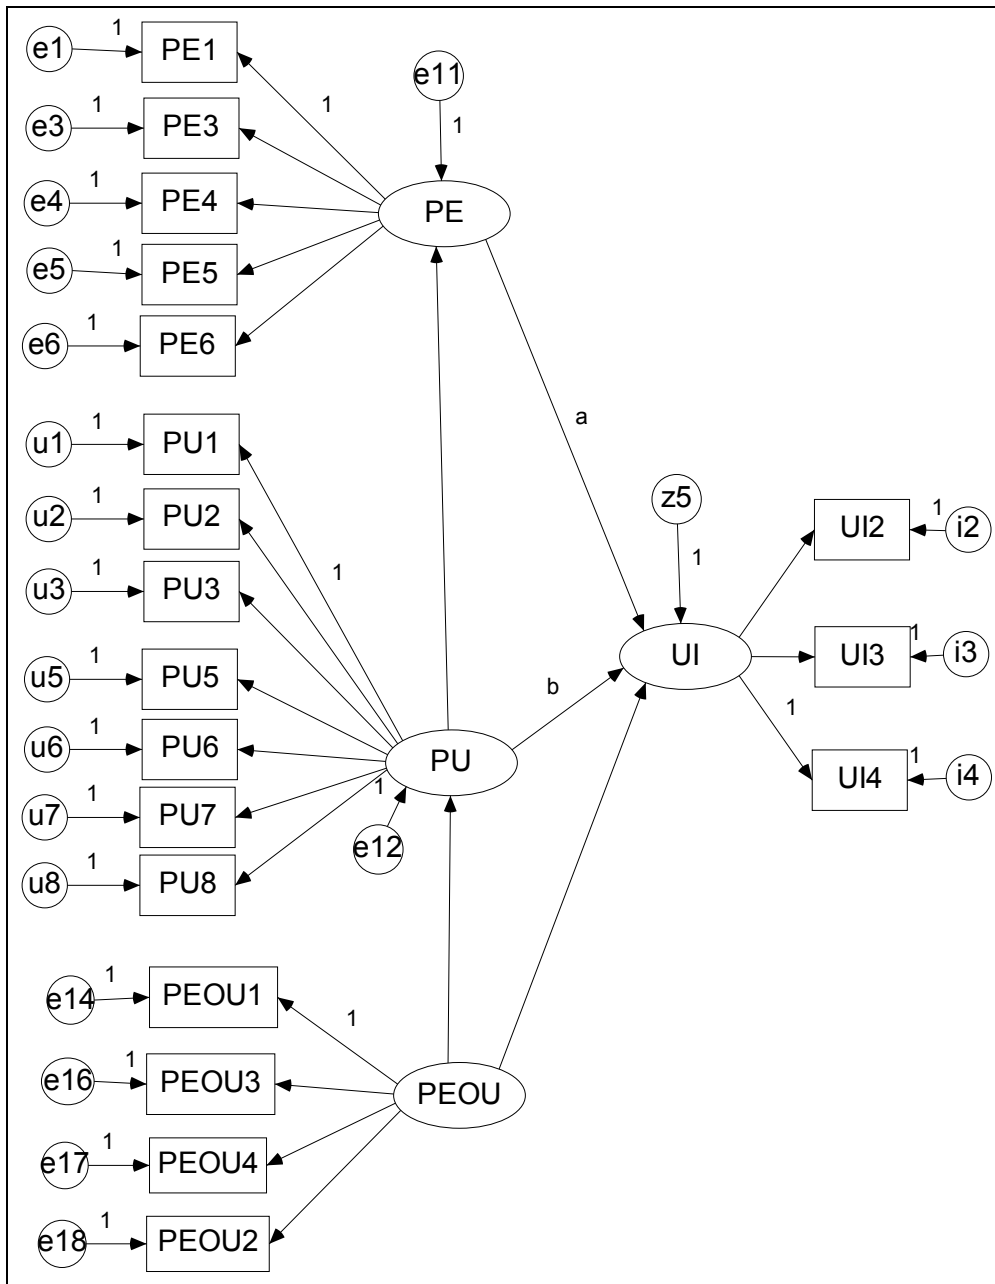 e1 1 PE1
1 e11
e3 1 PE3
1
e4 1 PE4
PE
e5 1 PE5
e6 1 PE6
a
u1 1 PU1
u2 1 PU2
z5
1
UI2 1 i2
u3 1 PU3
1
UI
UI3 1 i3
u5 1 PU5
b
1
u6 1 PU6
PU
UI4 1 i4
u7 1 PU7
1
e12
u8 1 PU8
e14 1 PEOU1
1
e16 1 PEOU3
PEOU
e17 1 PEOU4
e18 1 PEOU2